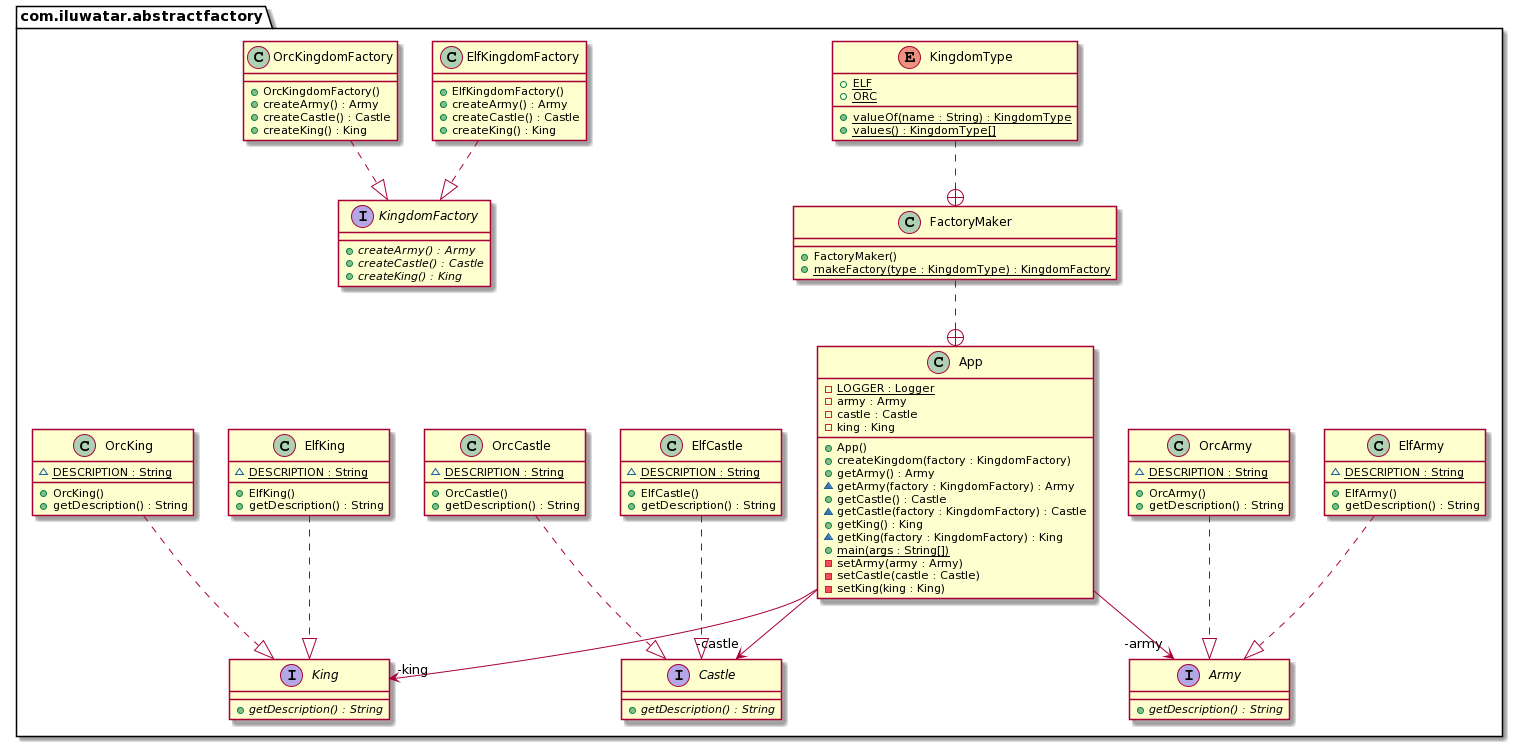 com.iluwatar.abstractfactory
C OrcKingdomFactory
OrcKingdomFactory()
createArmy() : Army
createCastle() : Castle
createKing() : King
C ElfKingdomFactory
ElfKingdomFactory()
createArmy() : Army
createCastle() : Castle
createKing() : King
E KingdomType
ELF
ORC
valueOf(name : String) : KingdomType
values() : KingdomType[]
I KingdomFactory
createArmy() : Army
createCastle() : Castle
createKing() : King
C FactoryMaker
FactoryMaker()
makeFactory(type : KingdomType) : KingdomFactory
C App
LOGGER : Logger
army : Army
castle : Castle
king : King
App()
createKingdom(factory : KingdomFactory)
getArmy() : Army
getArmy(factory : KingdomFactory) : Army
getCastle() : Castle
getCastle(factory : KingdomFactory) : Castle
getKing() : King
getKing(factory : KingdomFactory) : King
main(args : String[])
setArmy(army : Army)
setCastle(castle : Castle)
setKing(king : King)
C OrcKing
DESCRIPTION : String
OrcKing()
getDescription() : String
C ElfKing
DESCRIPTION : String
ElfKing()
getDescription() : String
C OrcCastle
DESCRIPTION : String
OrcCastle()
getDescription() : String
C ElfCastle
DESCRIPTION : String
ElfCastle()
getDescription() : String
C OrcArmy
DESCRIPTION : String
OrcArmy()
getDescription() : String
C ElfArmy
DESCRIPTION : String
ElfArmy()
getDescription() : String
-king
-castle
-army
I King
getDescription() : String
I Castle
getDescription() : String
I Army
getDescription() : String